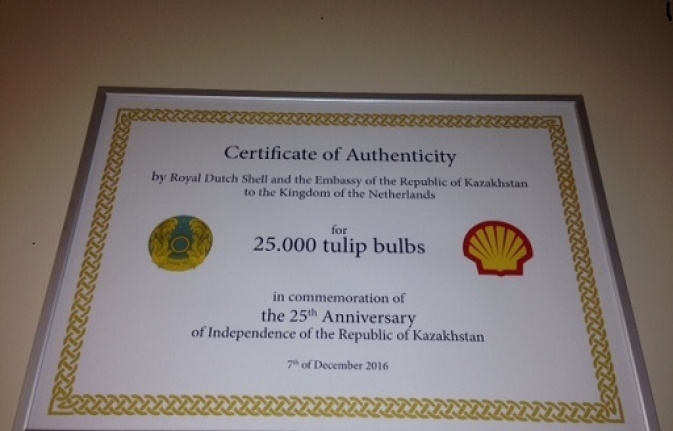 Certificate of Authenticity
by Royal Dutch Shell and the Embassy of the Republic of Kazakhstan
to the Kingdom of the Netherlands
for
25.000 tulip bulbs
in commemoration of
the 25th Anniversary
of Independence of the Republic of Kazakhstan
7th of December 2016